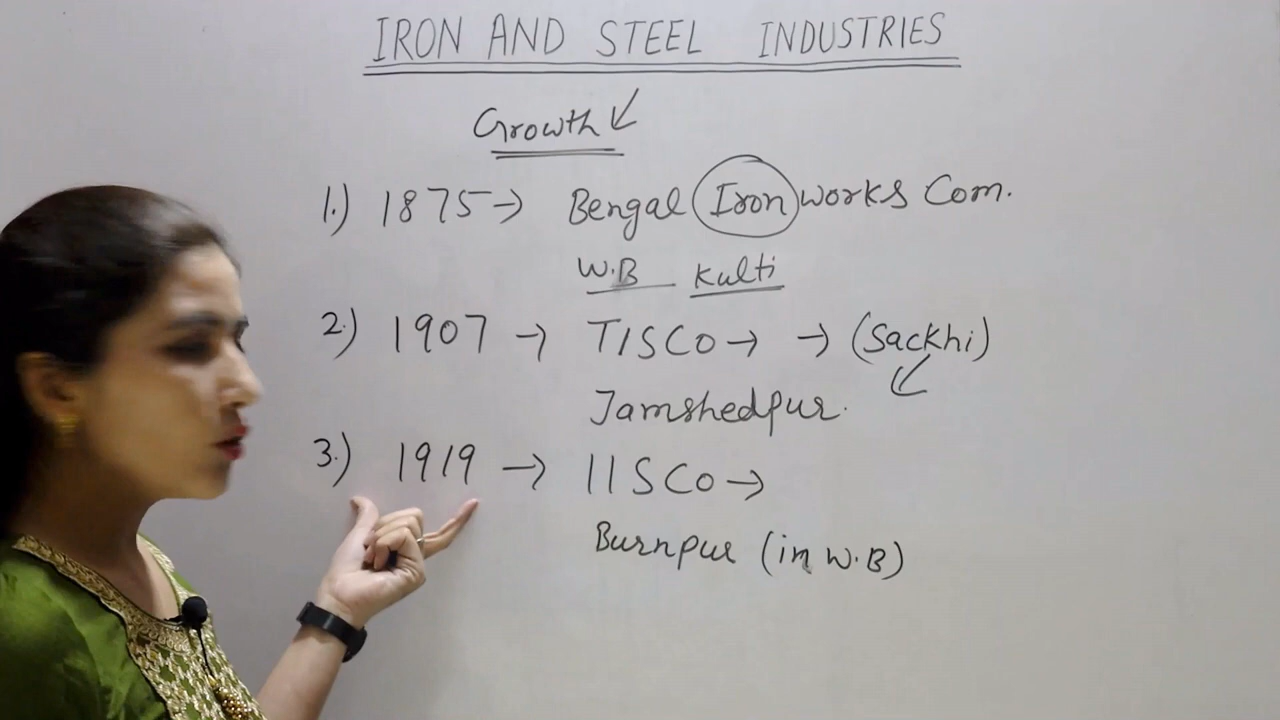 IRON AND STEEL INDUSTRIES
Growth ↙
1.) 1875 → Bengal Iron works Com.
W.B Kulti
2.) 1907 → TISCO → → (Sackhi)
↙
Jamshedpur.
3.) 1919 → IISCO →
Burnpur (in W.B)